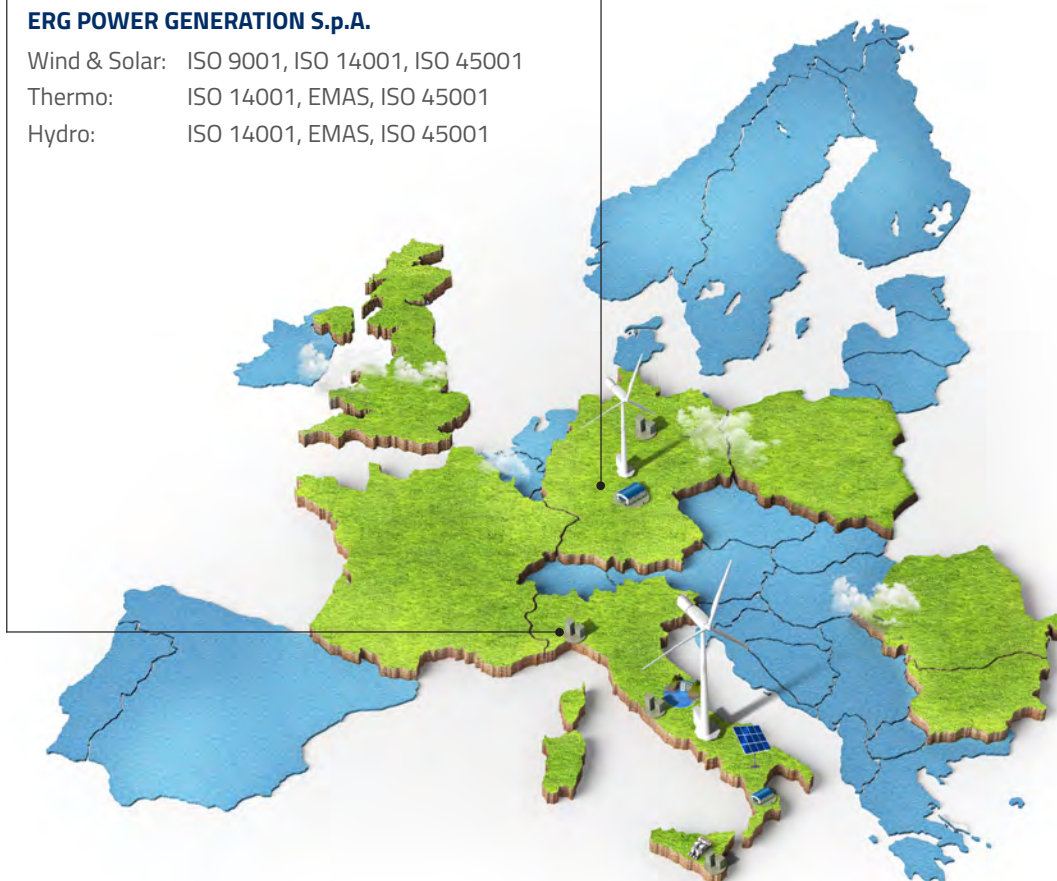 ERG POWER GENERATION S.p.A.
Wind & Solar: ISO 9001, ISO 14001, ISO 45001
Thermo: ISO 14001, EMAS, ISO 45001
Hydro: ISO 14001, EMAS, ISO 45001